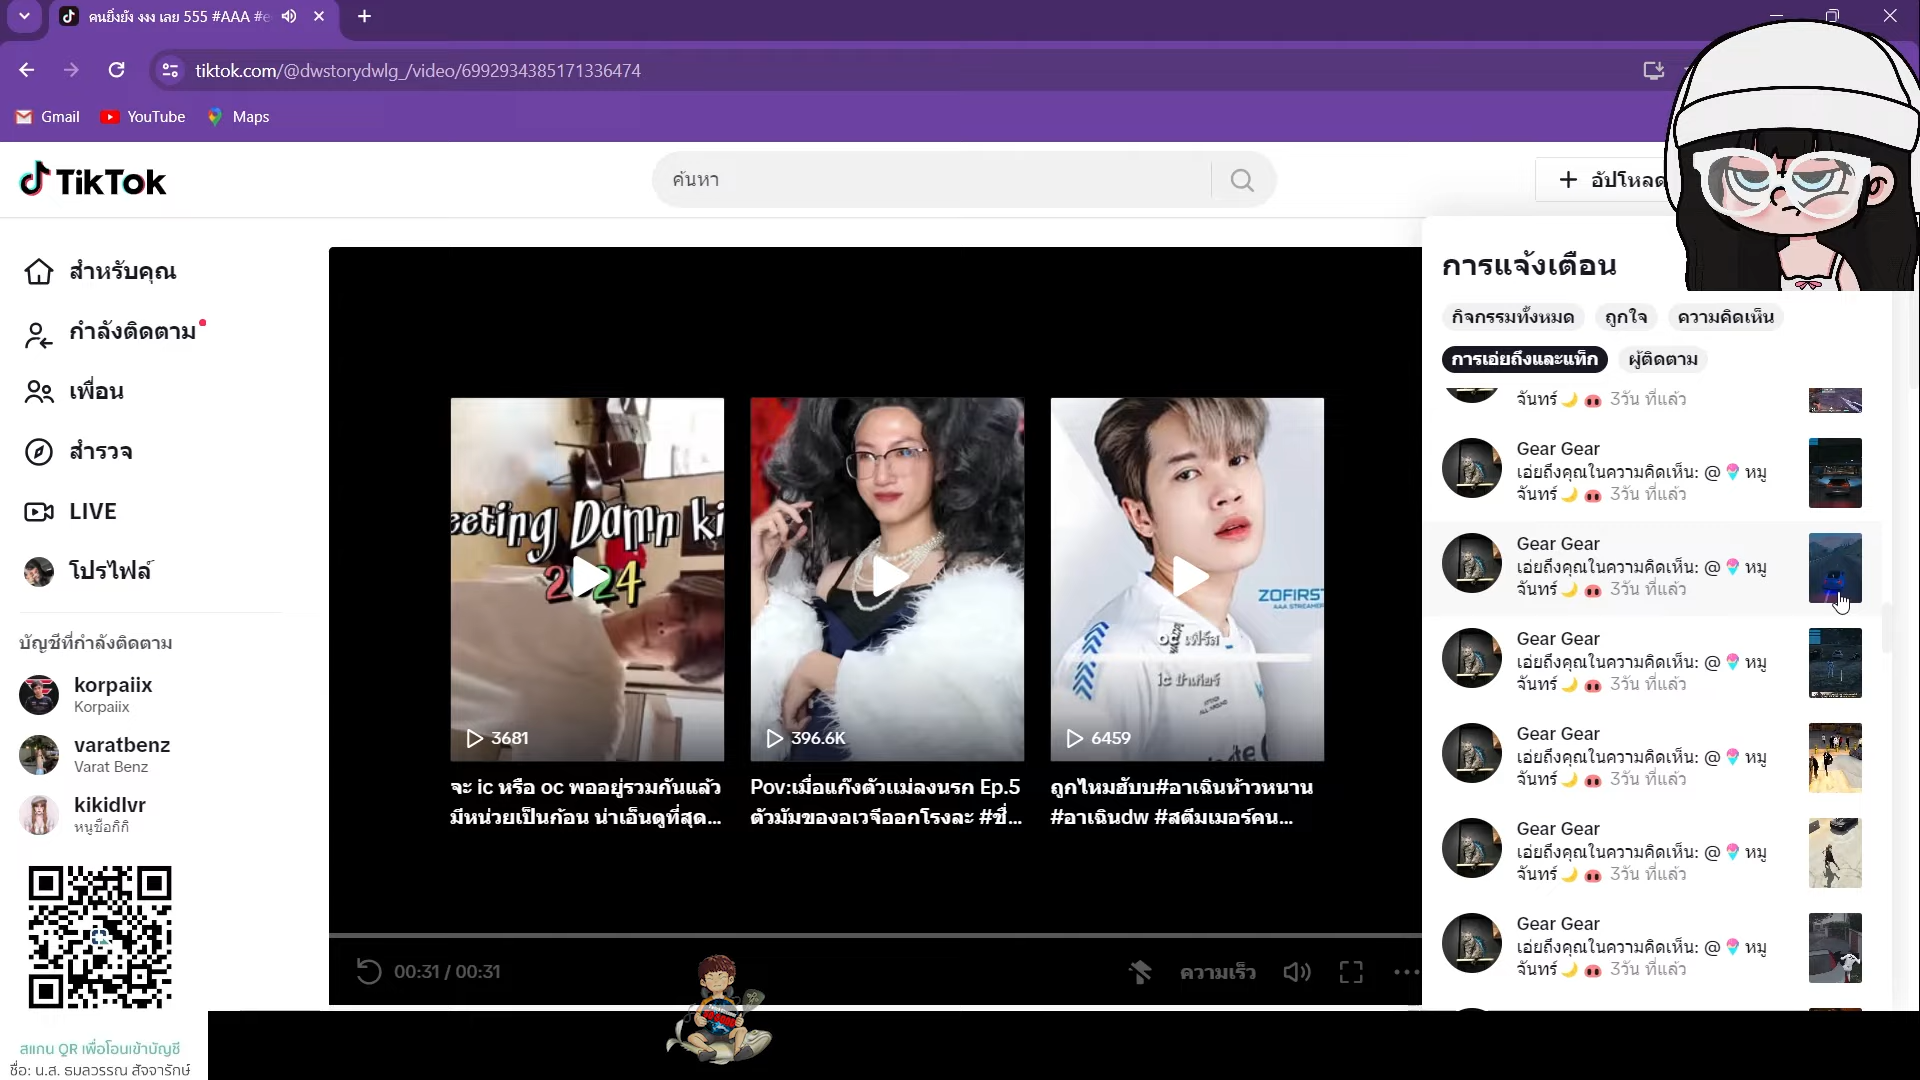 คนยิ่งยัง งงง เลย 555 #AAA #e
tiktok.com/@dwstorydwlg_/video/6992934385171336474
Gmail
YouTube
Maps
TikTok
ค้นหา
อัปโหลด
สำหรับคุณ
กำลังติดตาม
เพื่อน
สำรวจ
LIVE
โปรไฟล์
บัญชีที่กำลังติดตาม
korpaiix
Korpaiix
varatbenz
Varat Benz
kikidlvr
หนูชื่อกีกี
สแกน QR เพื่อโอนเข้าบัญชี
ชื่อ: น.ส. ธมลวรรณ สัจจารักษ์
eeting Damn ki
2024
3681
จะ ic หรือ oc พออยู่รวมกันแล้ว
มีหน่วยเป็นก้อน น่าเอ็นดูที่สุด...
396.6K
Pov:เมื่อแก๊งตัวแม่ลงนรก Ep.5
ตัวมัมของอเวจีออกโรงละ #ชื่...
ZOFIRST
AAA STREAMER
oc เฟิร์ส
ic ป๋าเกียร์
6459
ถูกไหมฮับบ#อาเฉินห้าวหนาน
#อาเฉินdw #สตีมเมอร์คน...
00:31 / 00:31
ความเร็ว
การแจ้งเตือน
กิจกรรมทั้งหมด
ถูกใจ
ความคิดเห็น
การเอ่ยถึงและแท็ก
ผู้ติดตาม
จันทร์🌙 🐽 3วัน ที่แล้ว
Gear Gear
เอ่ยถึงคุณในความคิดเห็น: @🍧 หมู
จันทร์🌙 🐽 3วัน ที่แล้ว
Gear Gear
เอ่ยถึงคุณในความคิดเห็น: @🍧 หมู
จันทร์🌙 🐽 3วัน ที่แล้ว
Gear Gear
เอ่ยถึงคุณในความคิดเห็น: @🍧 หมู
จันทร์🌙 🐽 3วัน ที่แล้ว
Gear Gear
เอ่ยถึงคุณในความคิดเห็น: @🍧 หมู
จันทร์🌙 🐽 3วัน ที่แล้ว
Gear Gear
เอ่ยถึงคุณในความคิดเห็น: @🍧 หมู
จันทร์🌙 🐽 3วัน ที่แล้ว
Gear Gear
เอ่ยถึงคุณในความคิดเห็น: @🍧 หมู
จันทร์🌙 🐽 3วัน ที่แล้ว